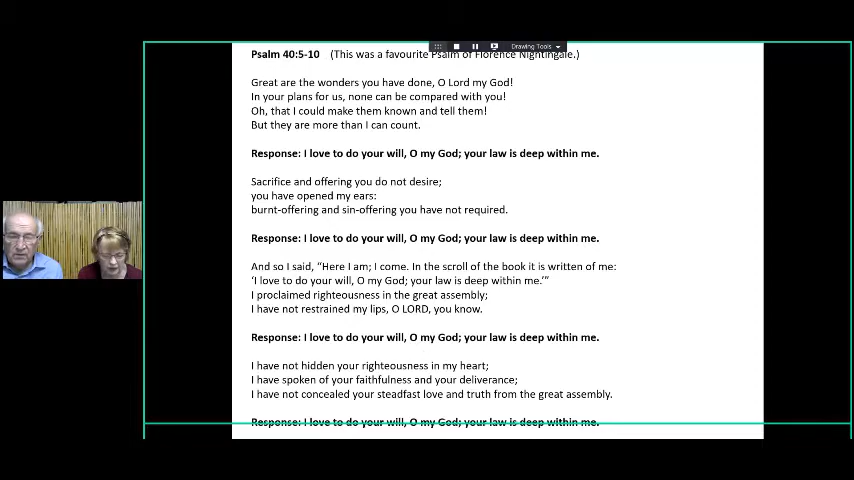 Drawing Tools
Psalm 40:5-10 (This was a favourite Psalm of Florence Nightingale.)
Great are the wonders you have done, O Lord my God!
In your plans for us, none can be compared with you!
Oh, that I could make them known and tell them!
But they are more than I can count.
Response: I love to do your will, O my God; your law is deep within me.
Sacrifice and offering you do not desire;
you have opened my ears:
burnt-offering and sin-offering you have not required.
Response: I love to do your will, O my God; your law is deep within me.
And so I said, “Here I am; I come. In the scroll of the book it is written of me:
‘I love to do your will, O my God; your law is deep within me.’”
I proclaimed righteousness in the great assembly;
I have not restrained my lips, O LORD, you know.
Response: I love to do your will, O my God; your law is deep within me.
I have not hidden your righteousness in my heart;
I have spoken of your faithfulness and your deliverance;
I have not concealed your steadfast love and truth from the great assembly.
Response: I love to do your will, O my God; your law is deep within me.